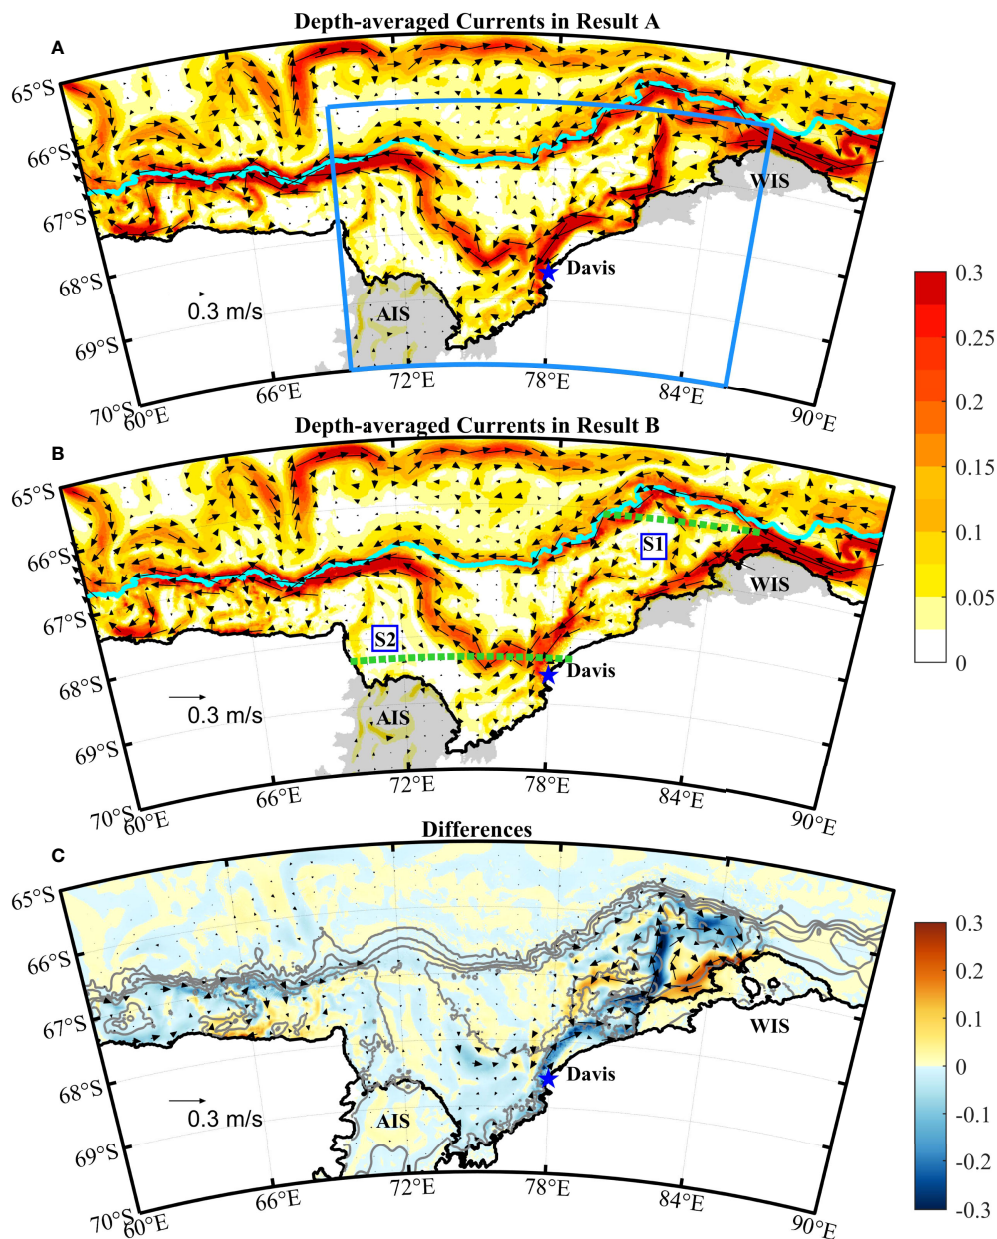 Depth-averaged Currents in Result A
A
65°S
66°S
67°S
68°S
69°S
70°S
60°E
66°E
72°E
78°E
84°E
90°E
WIS
Davis
AIS
0.3 m/s
Depth-averaged Currents in Result B
B
65°S
66°S
67°S
68°S
69°S
70°S
60°E
66°E
72°E
78°E
84°E
90°E
S1
WIS
S2
Davis
AIS
0.3 m/s
0.3
0.25
0.2
0.15
0.1
0.05
0
Differences
C
65°S
66°S
67°S
68°S
69°S
70°S
60°E
66°E
72°E
78°E
84°E
90°E
WIS
Davis
AIS
0.3 m/s
0.3
0.2
0.1
0
-0.1
-0.2
-0.3